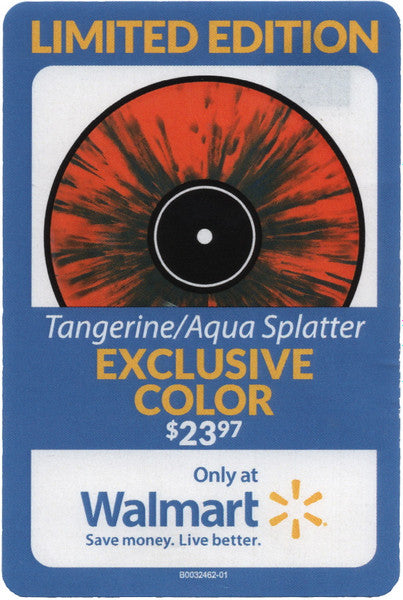 LIMITED EDITION
Tangerine/Aqua Splatter
EXCLUSIVE
COLOR
$23.97
Only at
Walmart
Save money. Live better.
B0032462-01